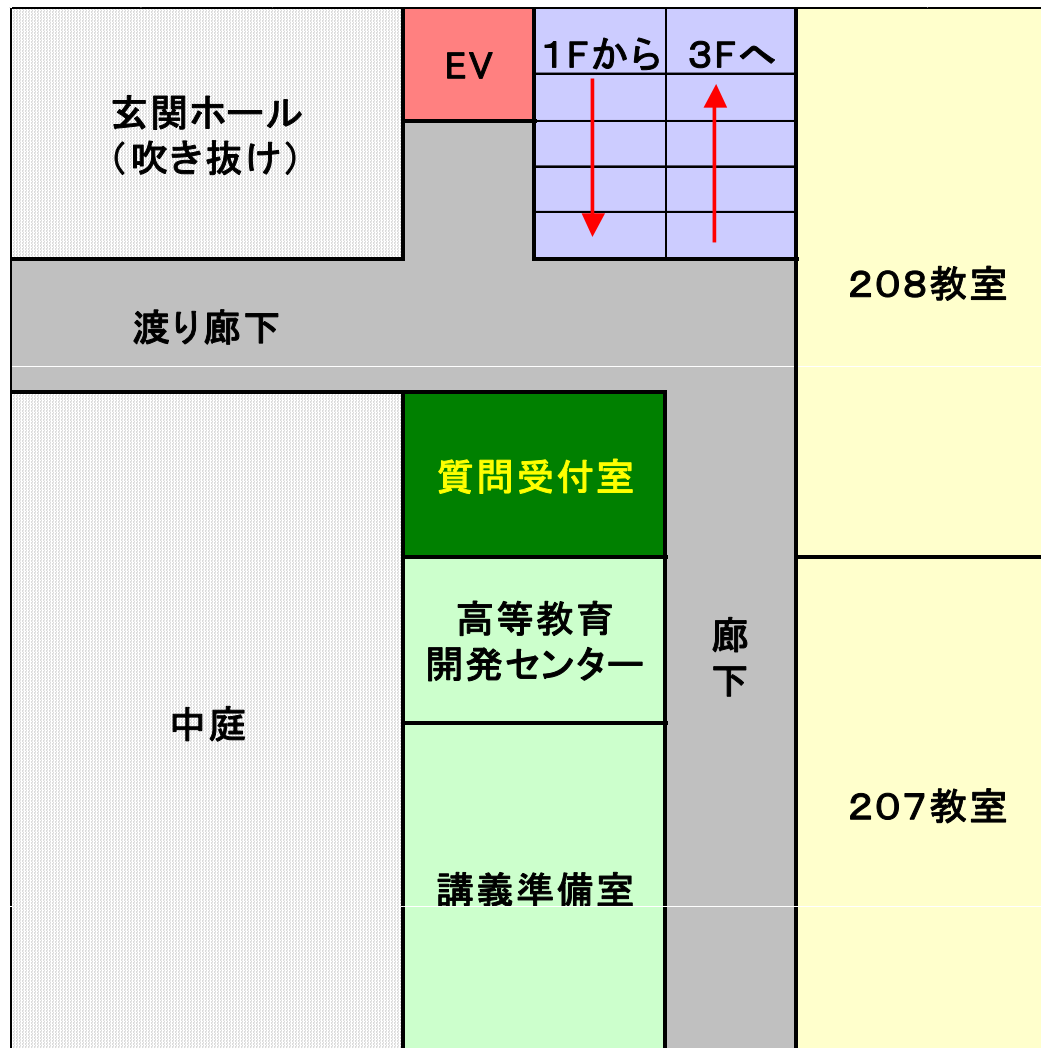 EV
1Fから
3Fへ
玄関ホール
（吹き抜け）
208教室
渡り廊下
質問受付室
高等教育
開発センター
廊
下
中庭
207教室
講義準備室